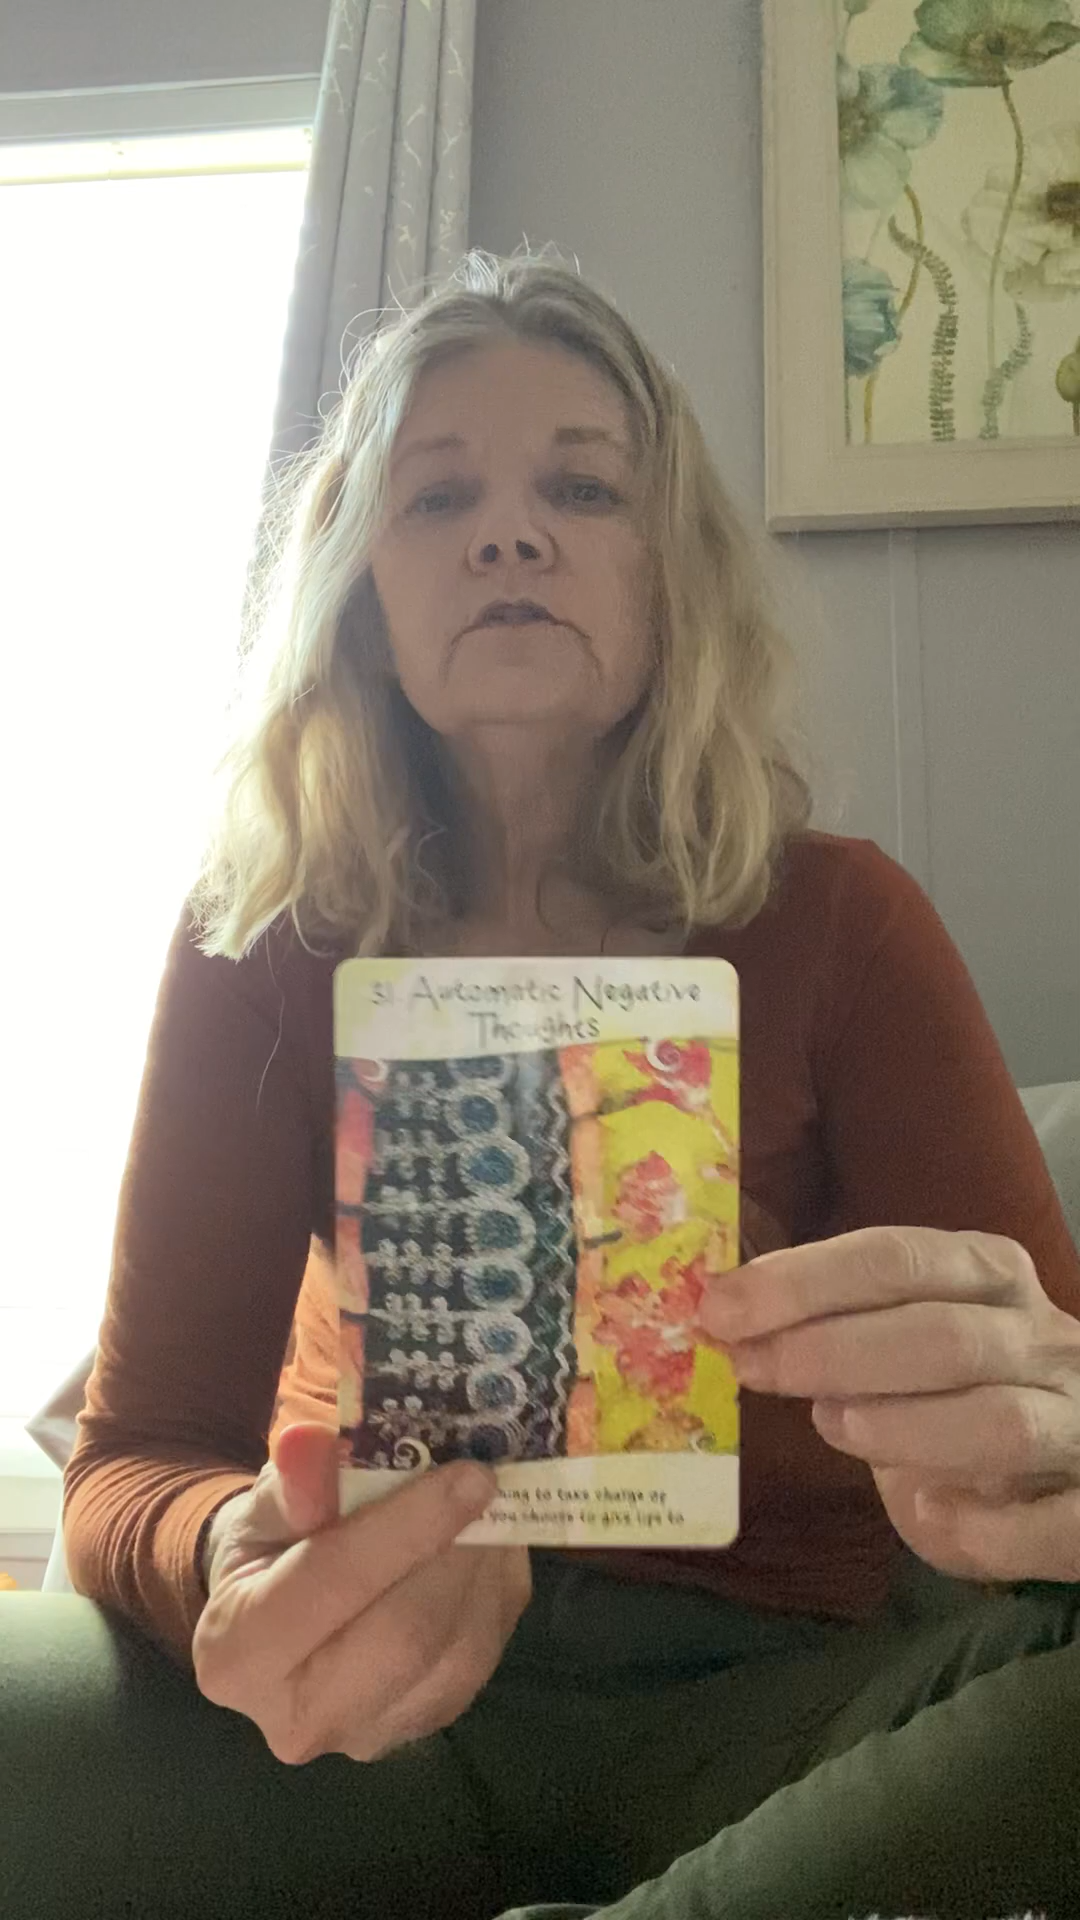 31. Automatic Negative
Thoughts
to take charge of
you choose to give life to